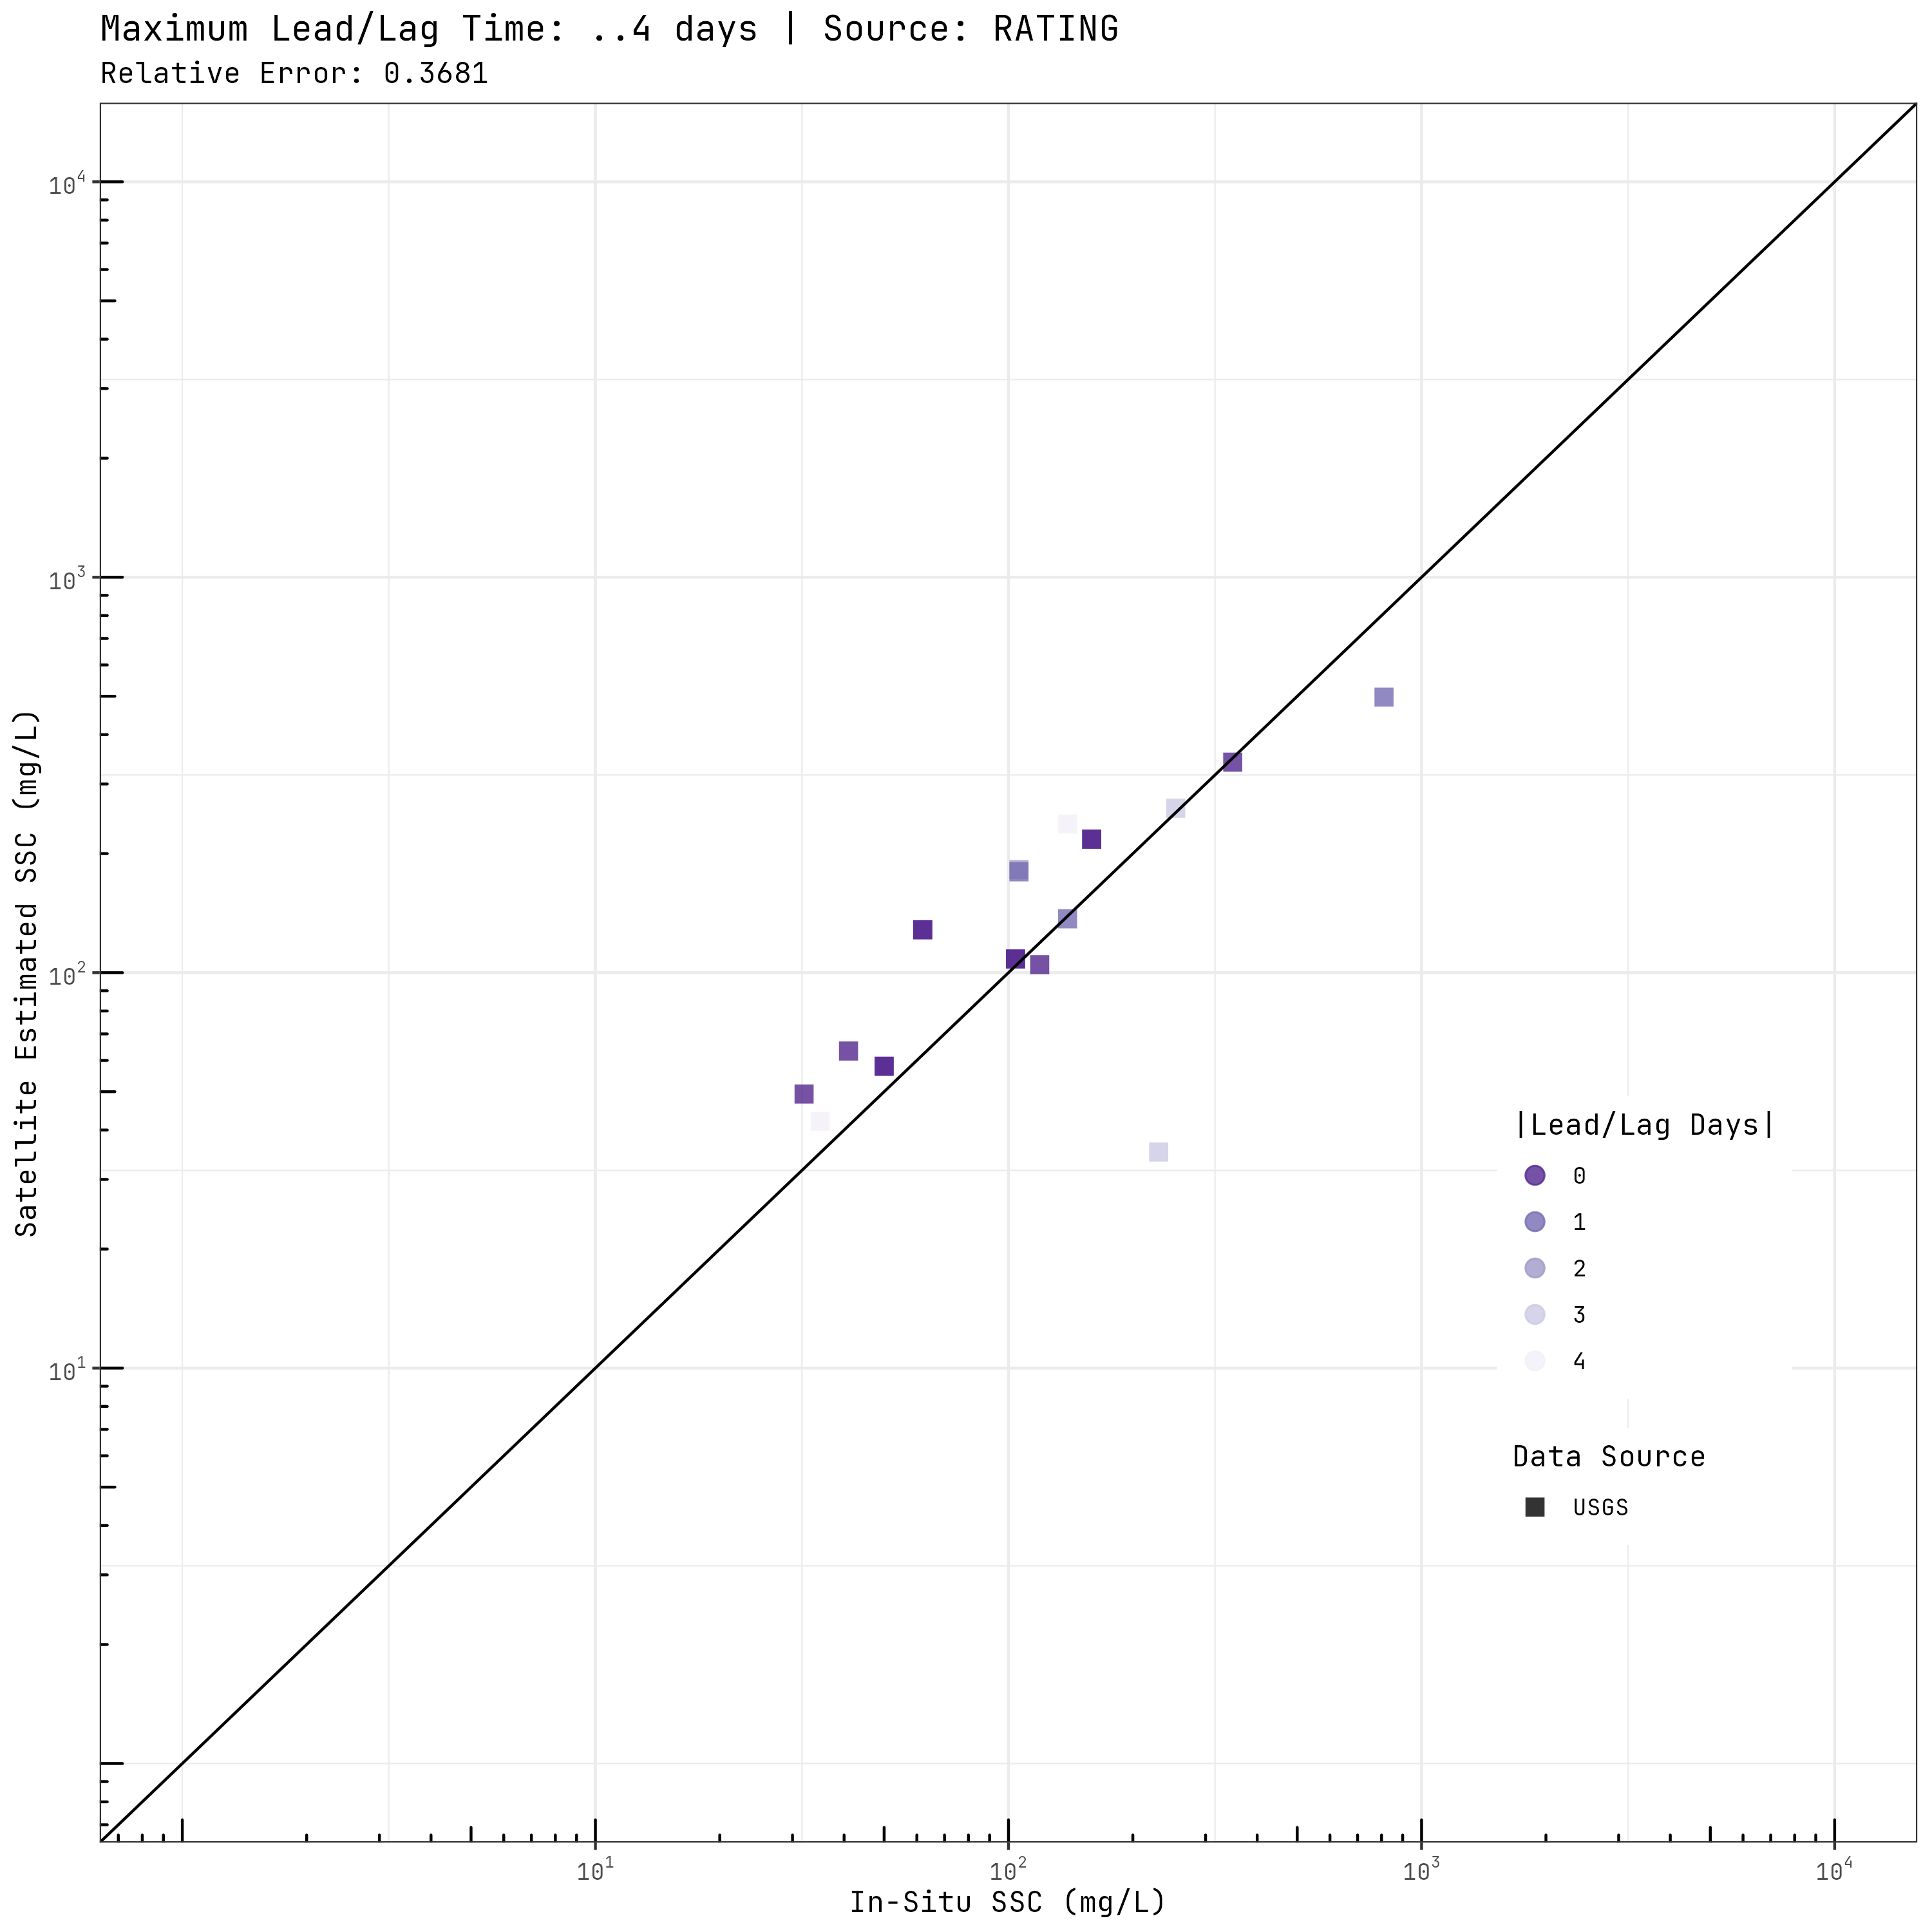 Maximum Lead/Lag Time: ..4 days | Source: RATING
Relative Error: 0.3681
Satellite Estimated SSC (mg/L)
10⁴
10³
10²
10¹
|Lead/Lag Days|
0
1
2
3
4
Data Source
USGS
10¹ 10² 10³ 10⁴
In-Situ SSC (mg/L)